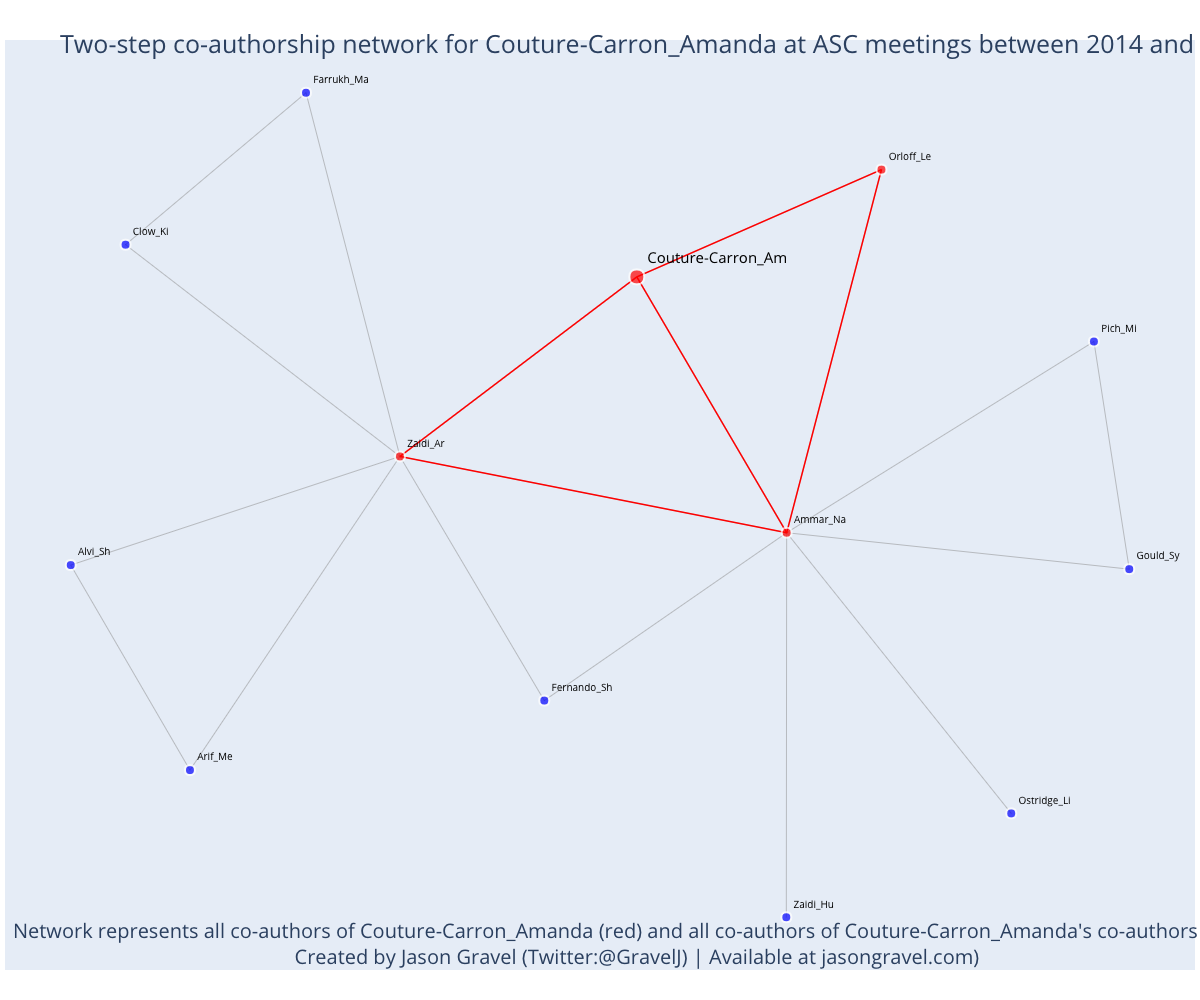 Two-step co-authorship network for Couture-Carron_Amanda at ASC meetings between 2014 and
Farrukh_Ma
Orloff_Le
Clow_Ki
Couture-Carron_Am
Pich_Mi
Zaidi_Ar
Ammar_Na
Alvi_Sh
Gould_Sy
Fernando_Sh
Arif_Me
Ostridge_Li
Zaidi_Hu
Network represents all co-authors of Couture-Carron_Amanda (red) and all co-authors of Couture-Carron_Amanda's co-authors
Created by Jason Gravel (Twitter:@GravelJ) | Available at jasongravel.com)